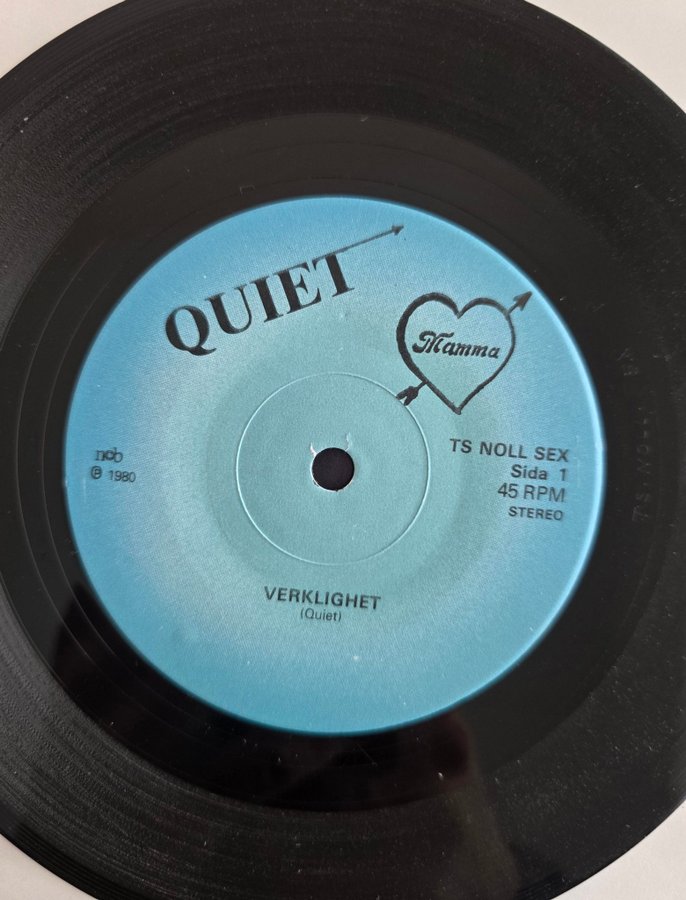 QUIET
Mamma
TS NOLL SEX
Sida 1
45 RPM
STEREO
ncb
℗ 1980
VERKLIGHET
(Quiet)